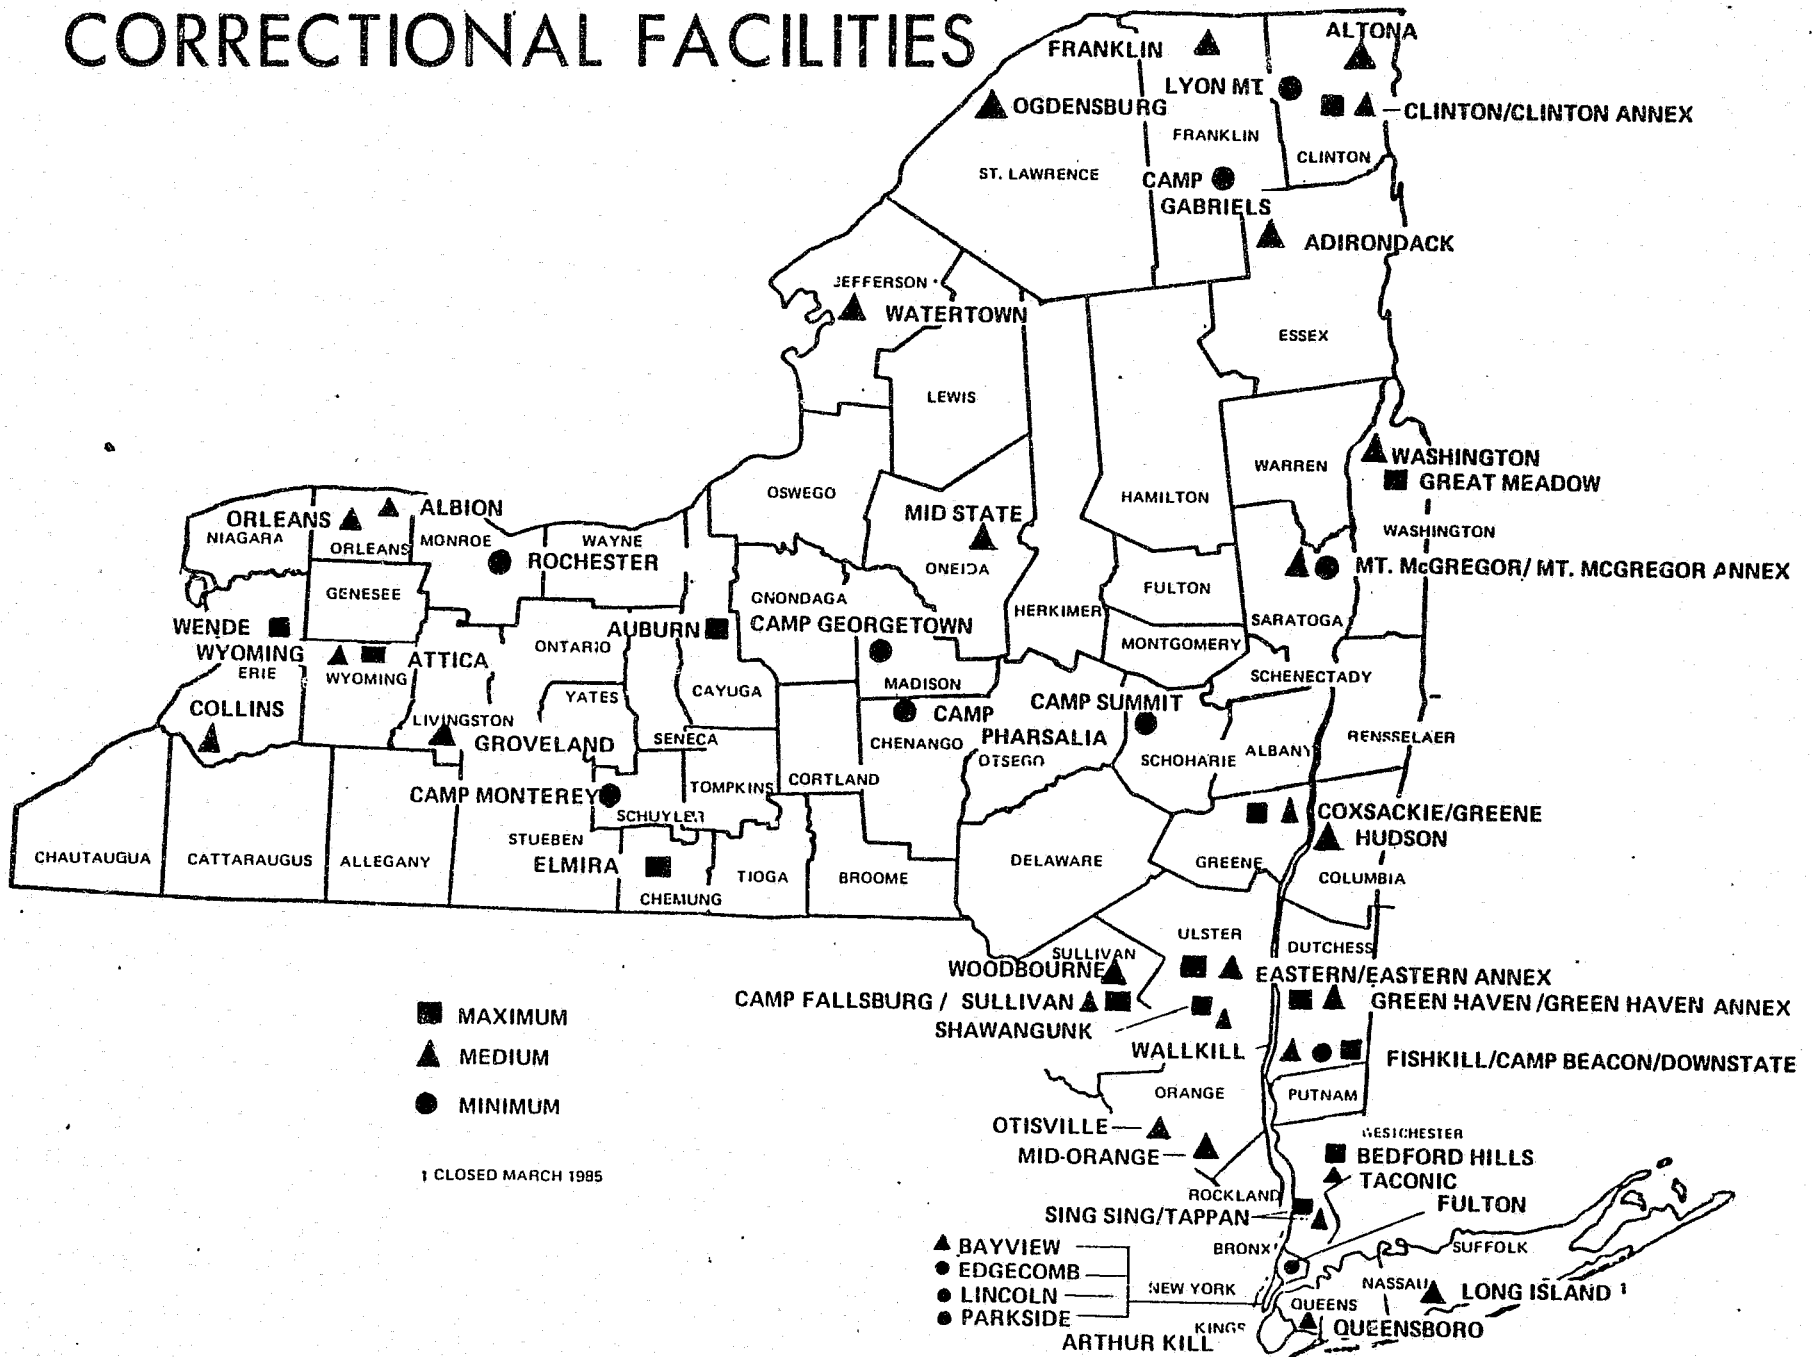 CORRECTIONAL FACILITIES
ALTONA
FRANKLIN
LYON MT.
OGDENSBURG
CLINTON/CLINTON ANNEX
FRANKLIN
CLINTON
ST. LAWRENCE
CAMP
GABRIELS
ADIRONDACK
JEFFERSON
WATERTOWN
ESSEX
LEWIS
WASHINGTON
WARREN
GREAT MEADOW
OSWEGO
HAMILTON
ALBION
MID STATE
ORLEANS
WASHINGTON
NIAGARA
ORLEANS
MONROE
WAYNE
ROCHESTER
ONEIDA
MT. McGREGOR/ MT. MCGREGOR ANNEX
FULTON
GENESEE
ONONDAGA
HERKIMER
SARATOGA
WENDE
AUBURN
CAMP GEORGETOWN
WYOMING
ATTICA
ONTARIO
MONTGOMERY
ERIE
WYOMING
SCHENECTADY
YATES
CAYUGA
MADISON
COLLINS
CAMP SUMMIT
LIVINGSTON
CAMP
PHARSALIA
GROVELAND
SENECA
CHENANGO
OTSEGO
SCHOHARIE
ALBANY
RENSSELAER
CAMP MONTEREY
TOMPKINS
CORTLAND
SCHUYLER
COXSACKIE/GREENE
STUEBEN
HUDSON
CHAUTAUGUA
CATTARAUGUS
ALLEGANY
ELMIRA
DELAWARE
GREENE
TIOGA
BROOME
COLUMBIA
CHEMUNG
ULSTER
DUTCHESS
SULLIVAN
WOODBOURNE
EASTERN/EASTERN ANNEX
CAMP FALLSBURG / SULLIVAN
GREEN HAVEN /GREEN HAVEN ANNEX
MAXIMUM
SHAWANGUNK
MEDIUM
WALLKILL
FISHKILL/CAMP BEACON/DOWNSTATE
MINIMUM
ORANGE
PUTNAM
OTISVILLE
WESTCHESTER
MID-ORANGE
BEDFORD HILLS
1 CLOSED MARCH 1985
TACONIC
ROCKLAND
FULTON
SING SING/TAPPAN
BAYVIEW
BRONX
SUFFOLK
EDGECOMB
NEW YORK
NASSAU
LONG ISLAND 1
LINCOLN
QUEENS
PARKSIDE
KINGS
QUEENSBORO
ARTHUR KILL